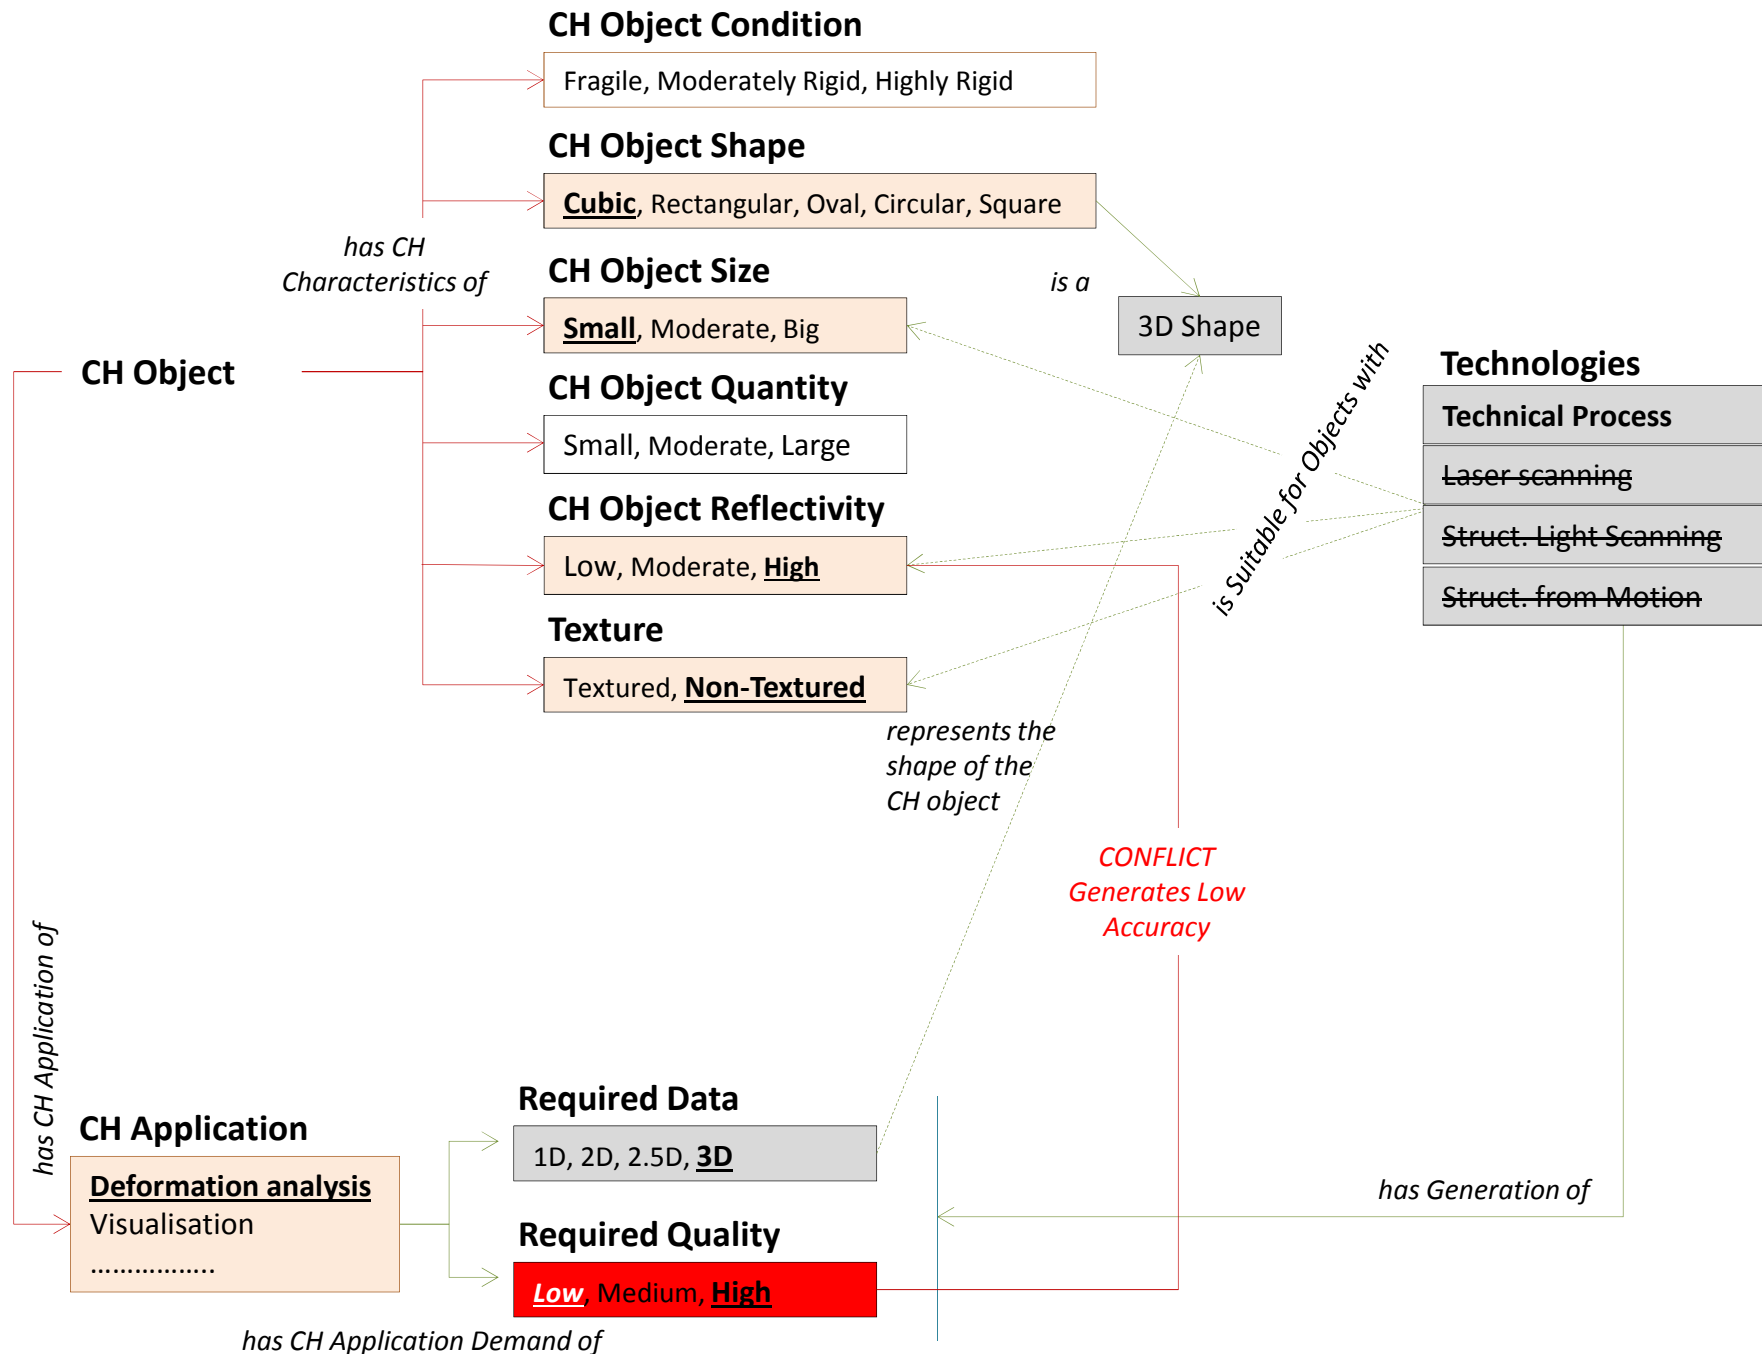 CH Object Condition
Fragile, Moderately Rigid, Highly Rigid
CH Object Shape
Cubic, Rectangular, Oval, Circular, Square
has CH
Characteristics of
CH Object Size
is a
Small, Moderate, Big
3D Shape
CH Object
CH Object Quantity
Small, Moderate, Large
is Suitable for Objects with
Technologies
Technical Process
Laser scanning
Struct. Light Scanning
Struct. from Motion
CH Object Reflectivity
Low, Moderate, High
Texture
Textured, Non-Textured
represents the
shape of the
CH object
CONFLICT
Generates Low
Accuracy
has CH Application of
CH Application
Deformation analysis
Visualisation
……………..
Required Data
1D, 2D, 2.5D, 3D
has Generation of
Required Quality
Low, Medium, High
has CH Application Demand of